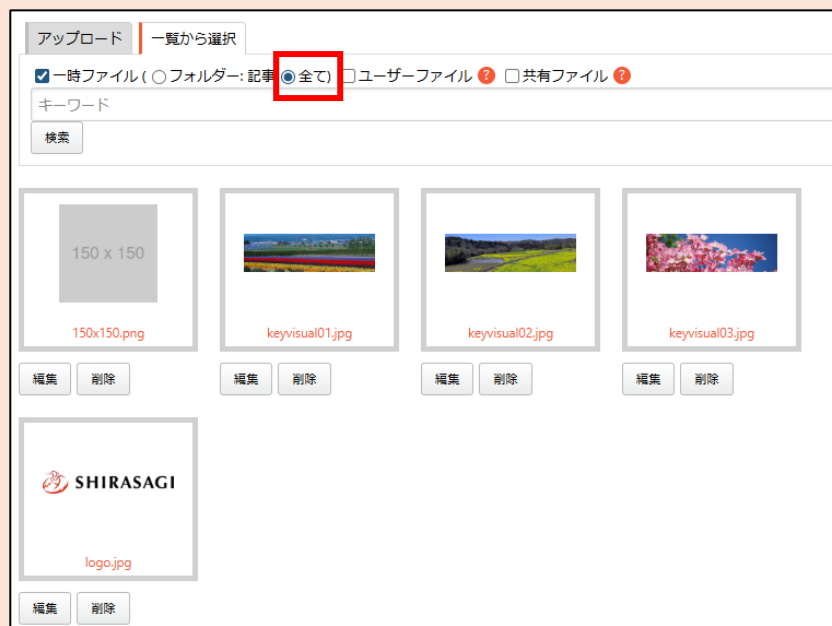 アップロード 一覧から選択
一時ファイル ( フォルダー: 記事 全て) ユーザーファイル ? 共有ファイル ?
キーワード
検索
150 x 150
150x150.png keyvisual01.jpg keyvisual02.jpg keyvisual03.jpg
編集 削除 編集 削除 編集 削除 編集 削除
SHIRASAGI
logo.jpg
編集 削除